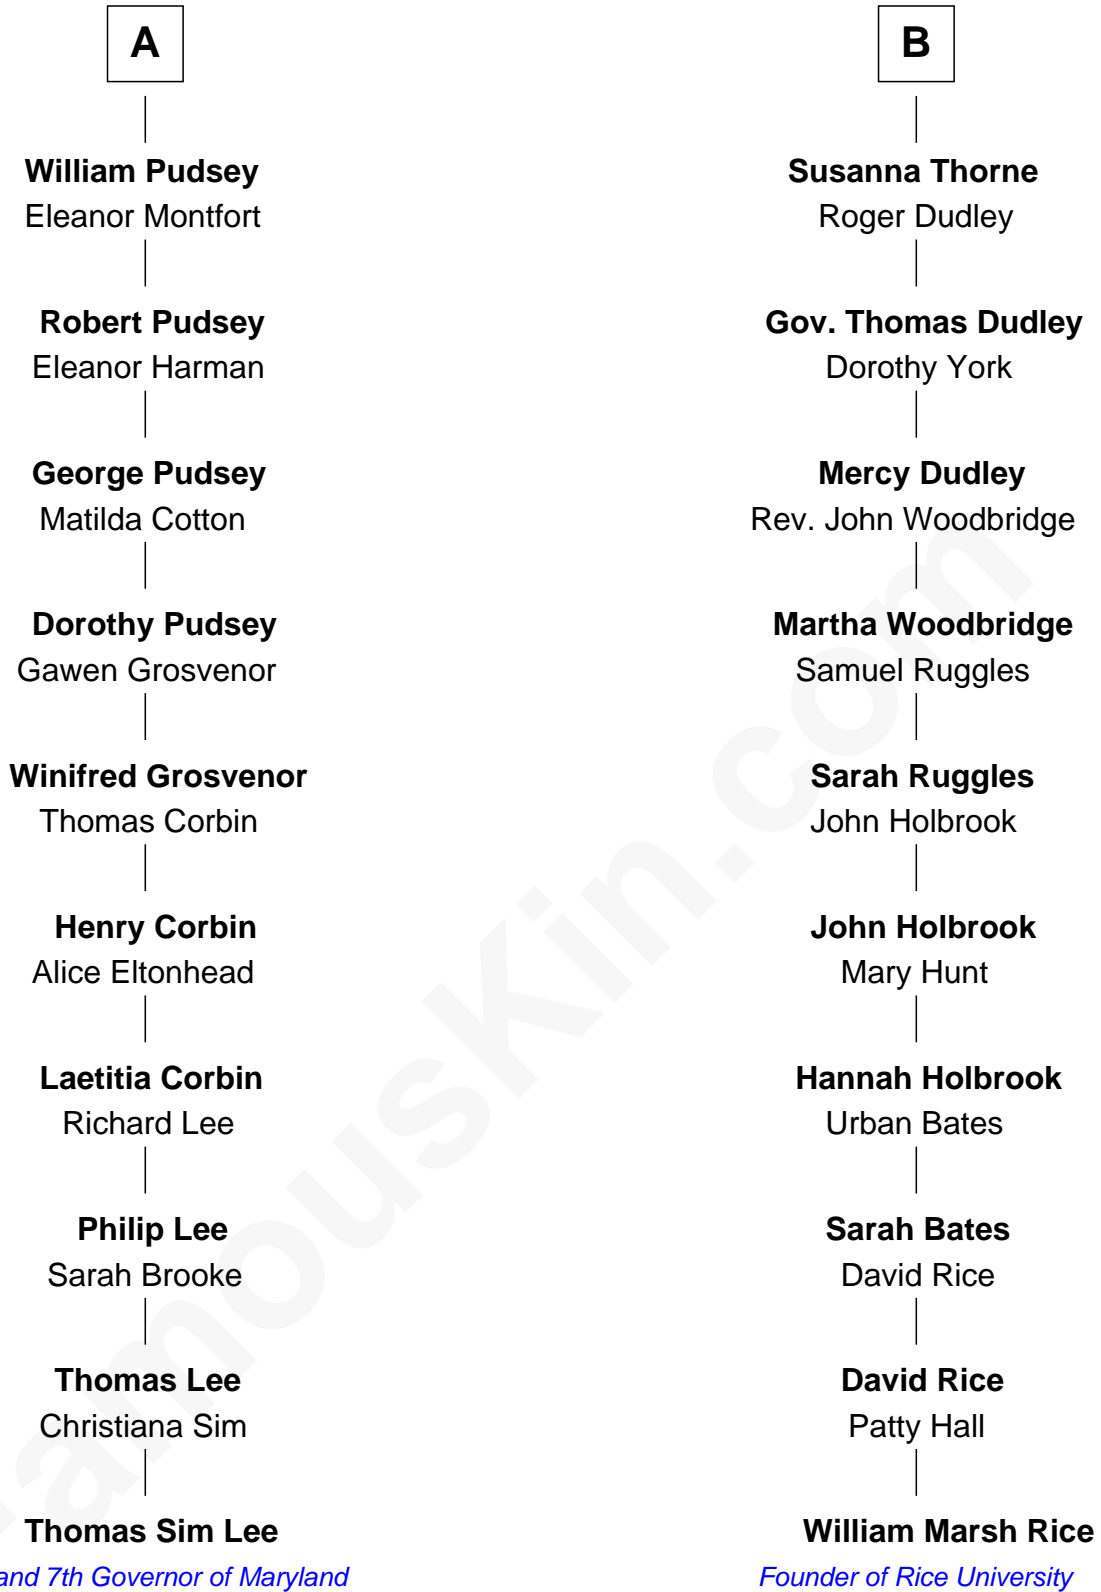 A
William Pudsey
Eleanor Montfort
Robert Pudsey
Eleanor Harman
George Pudsey
Matilda Cotton
Dorothy Pudsey
Gawen Grosvenor
Winifred Grosvenor
Thomas Corbin
Henry Corbin
Alice Eltonhead
Laetitia Corbin
Richard Lee
Philip Lee
Sarah Brooke
Thomas Lee
Christiana Sim
Thomas Sim Lee
and 7th Governor of Maryland
B
Susanna Thorne
Roger Dudley
Gov. Thomas Dudley
Dorothy York
Mercy Dudley
Rev. John Woodbridge
Martha Woodbridge
Samuel Ruggles
Sarah Ruggles
John Holbrook
John Holbrook
Mary Hunt
Hannah Holbrook
Urban Bates
Sarah Bates
David Rice
David Rice
Patty Hall
William Marsh Rice
Founder of Rice University
amousKin.com